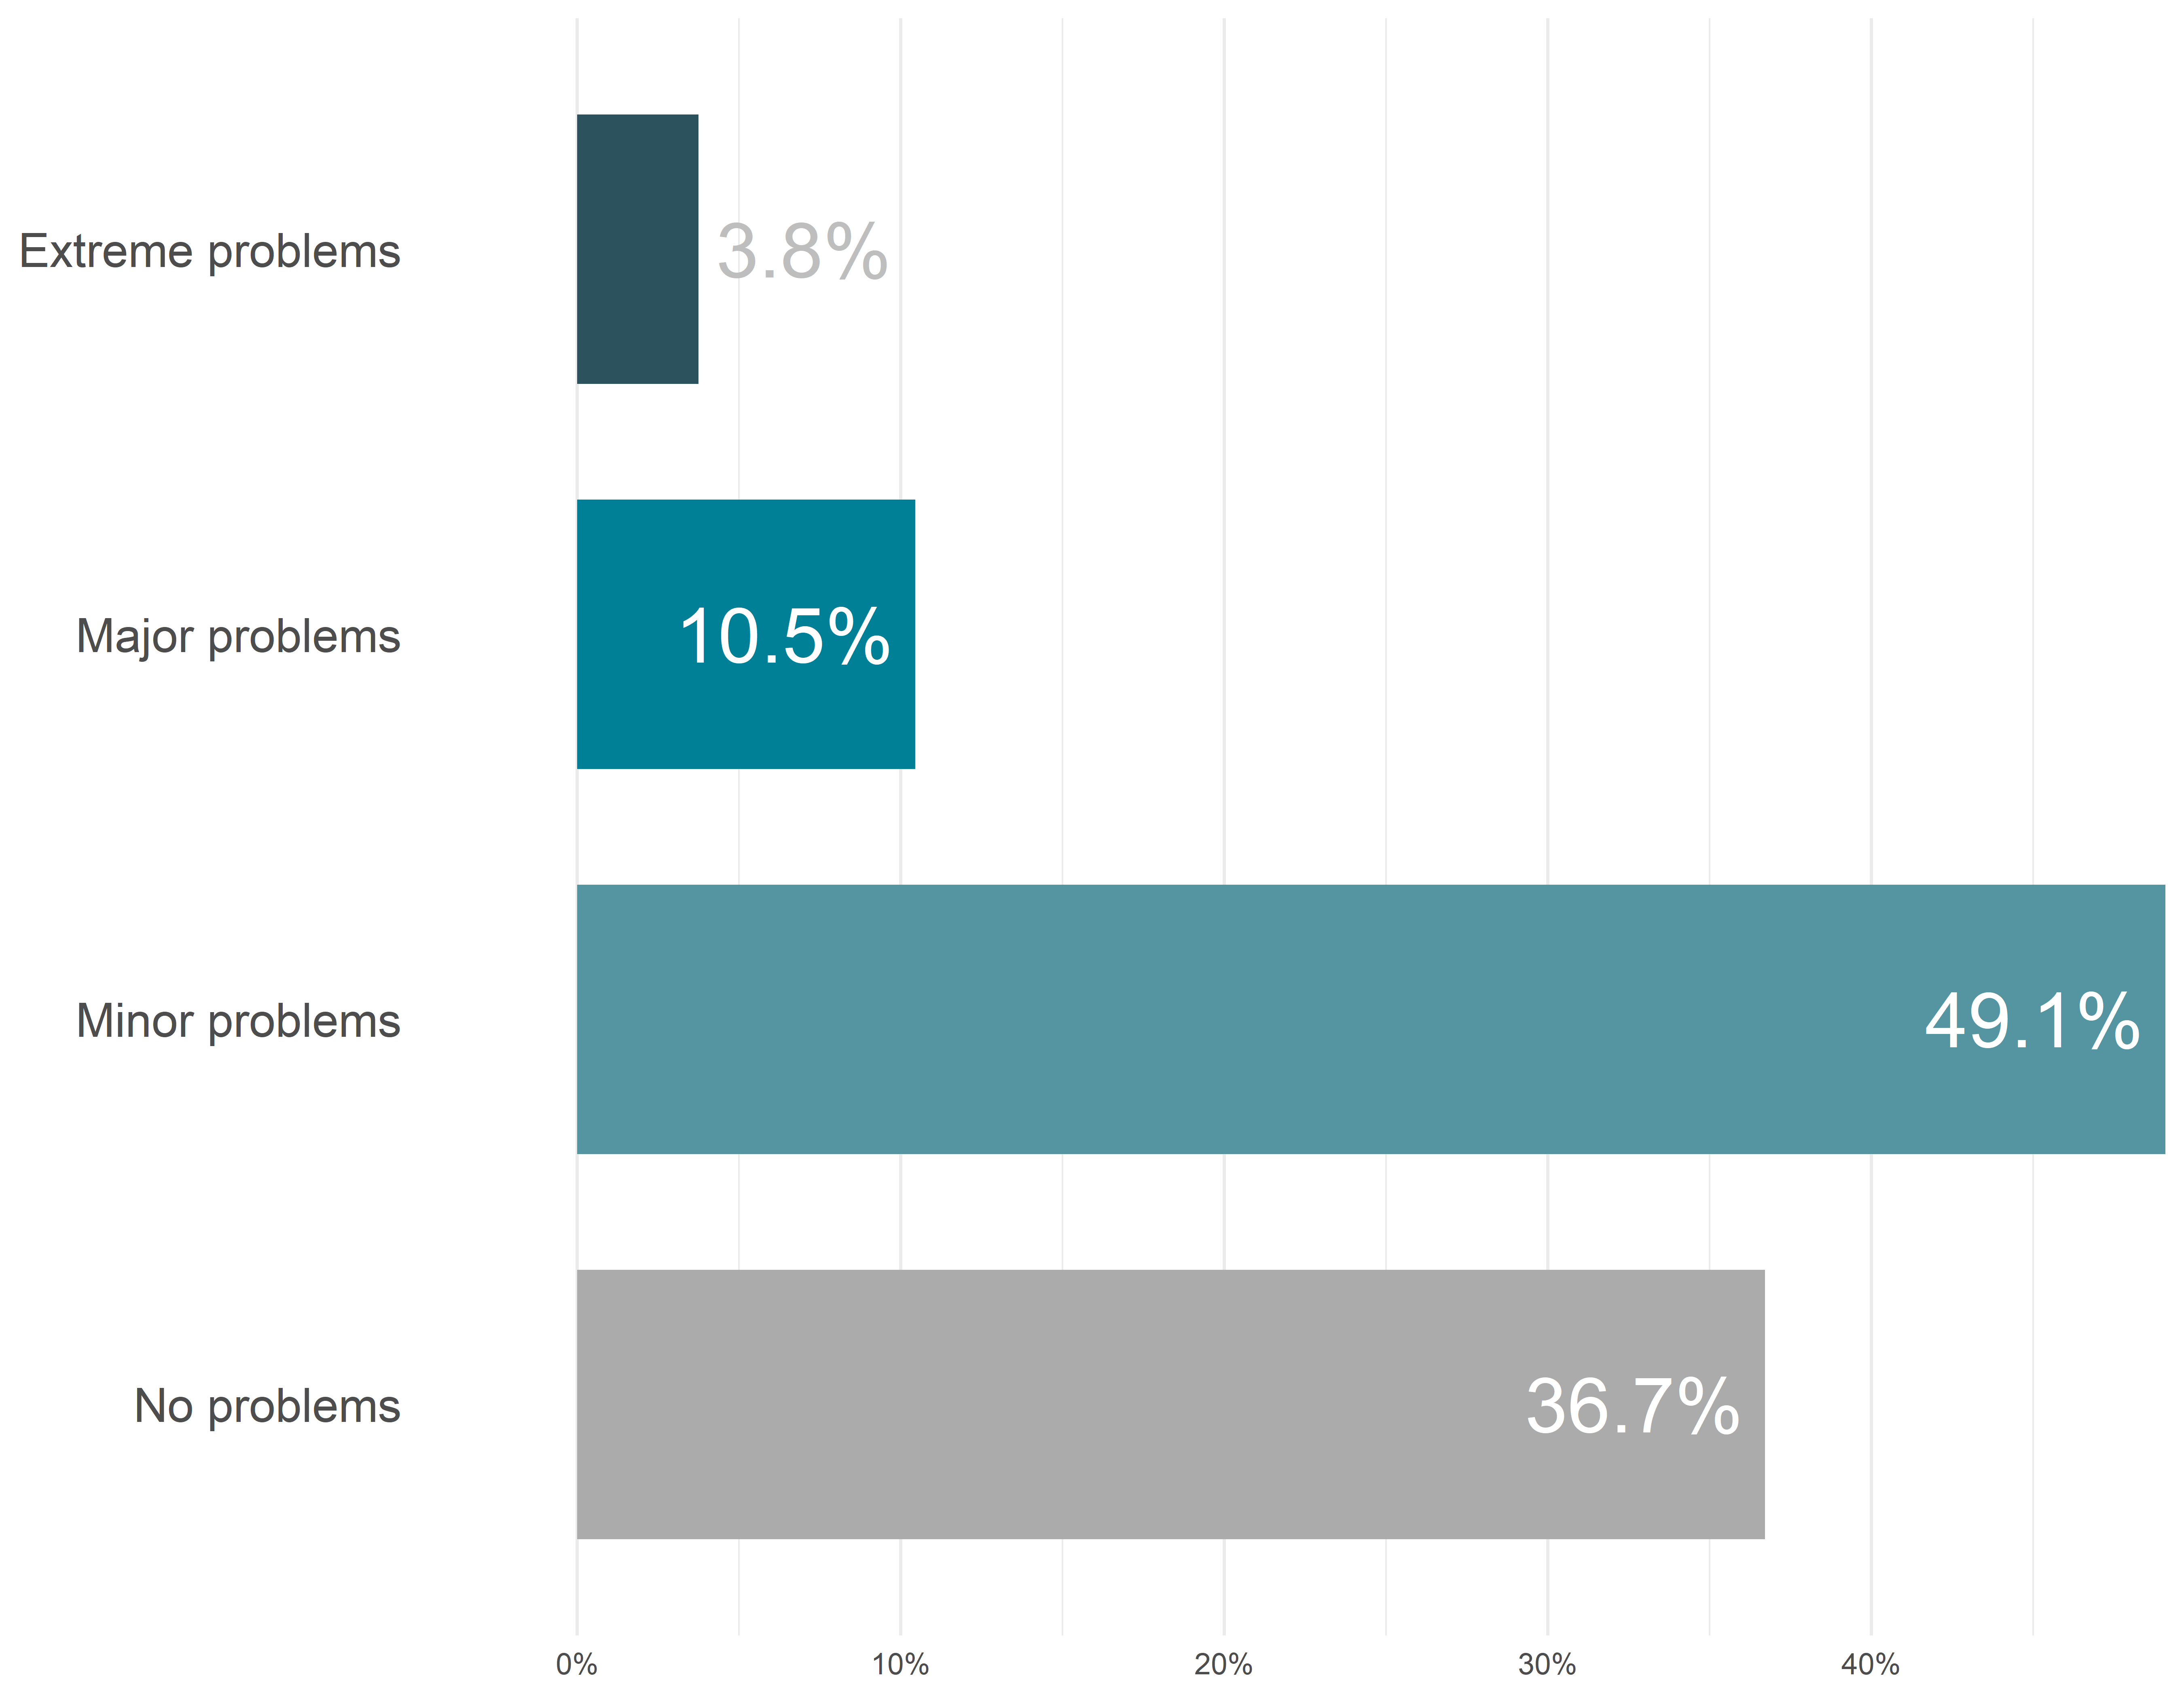 Extreme problems
3.8%
Major problems
10.5%
Minor problems
49.1%
No problems
36.7%
0% 10% 20% 30% 40%